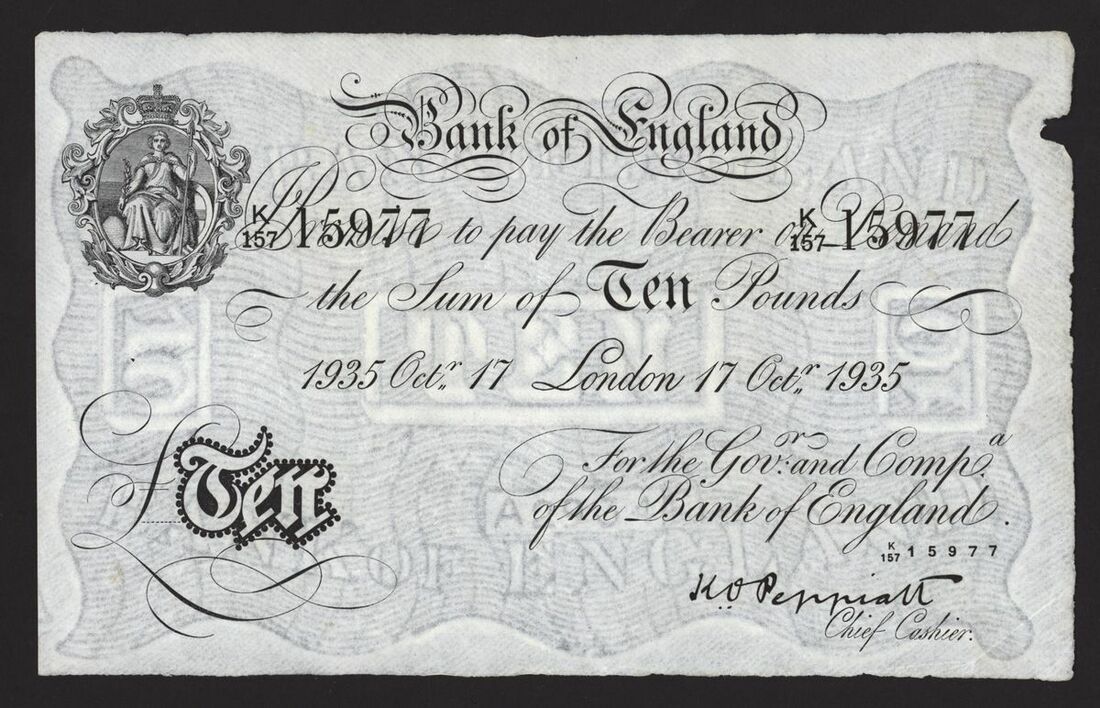 Bank of England
K/157 15977 I Promise to pay the Bearer on Demand K/157 15977
the Sum of Ten Pounds
1935 Octr. 17 London 17 Octr. 1935
For the Govr. and Compa.
of the Bank of England.
£Ten
K/157 15977
K.O. Peppiatt
Chief Cashier.